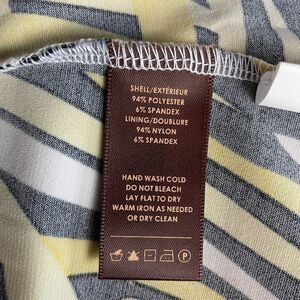 SHELL/EXTÉRIEUR
94% POLYESTER
6% SPANDEX
LINING/DOUBLURE
94% NYLON
6% SPANDEX
HAND WASH COLD
DO NOT BLEACH
LAY FLAT TO DRY
WARM IRON AS NEEDED
OR DRY CLEAN
P